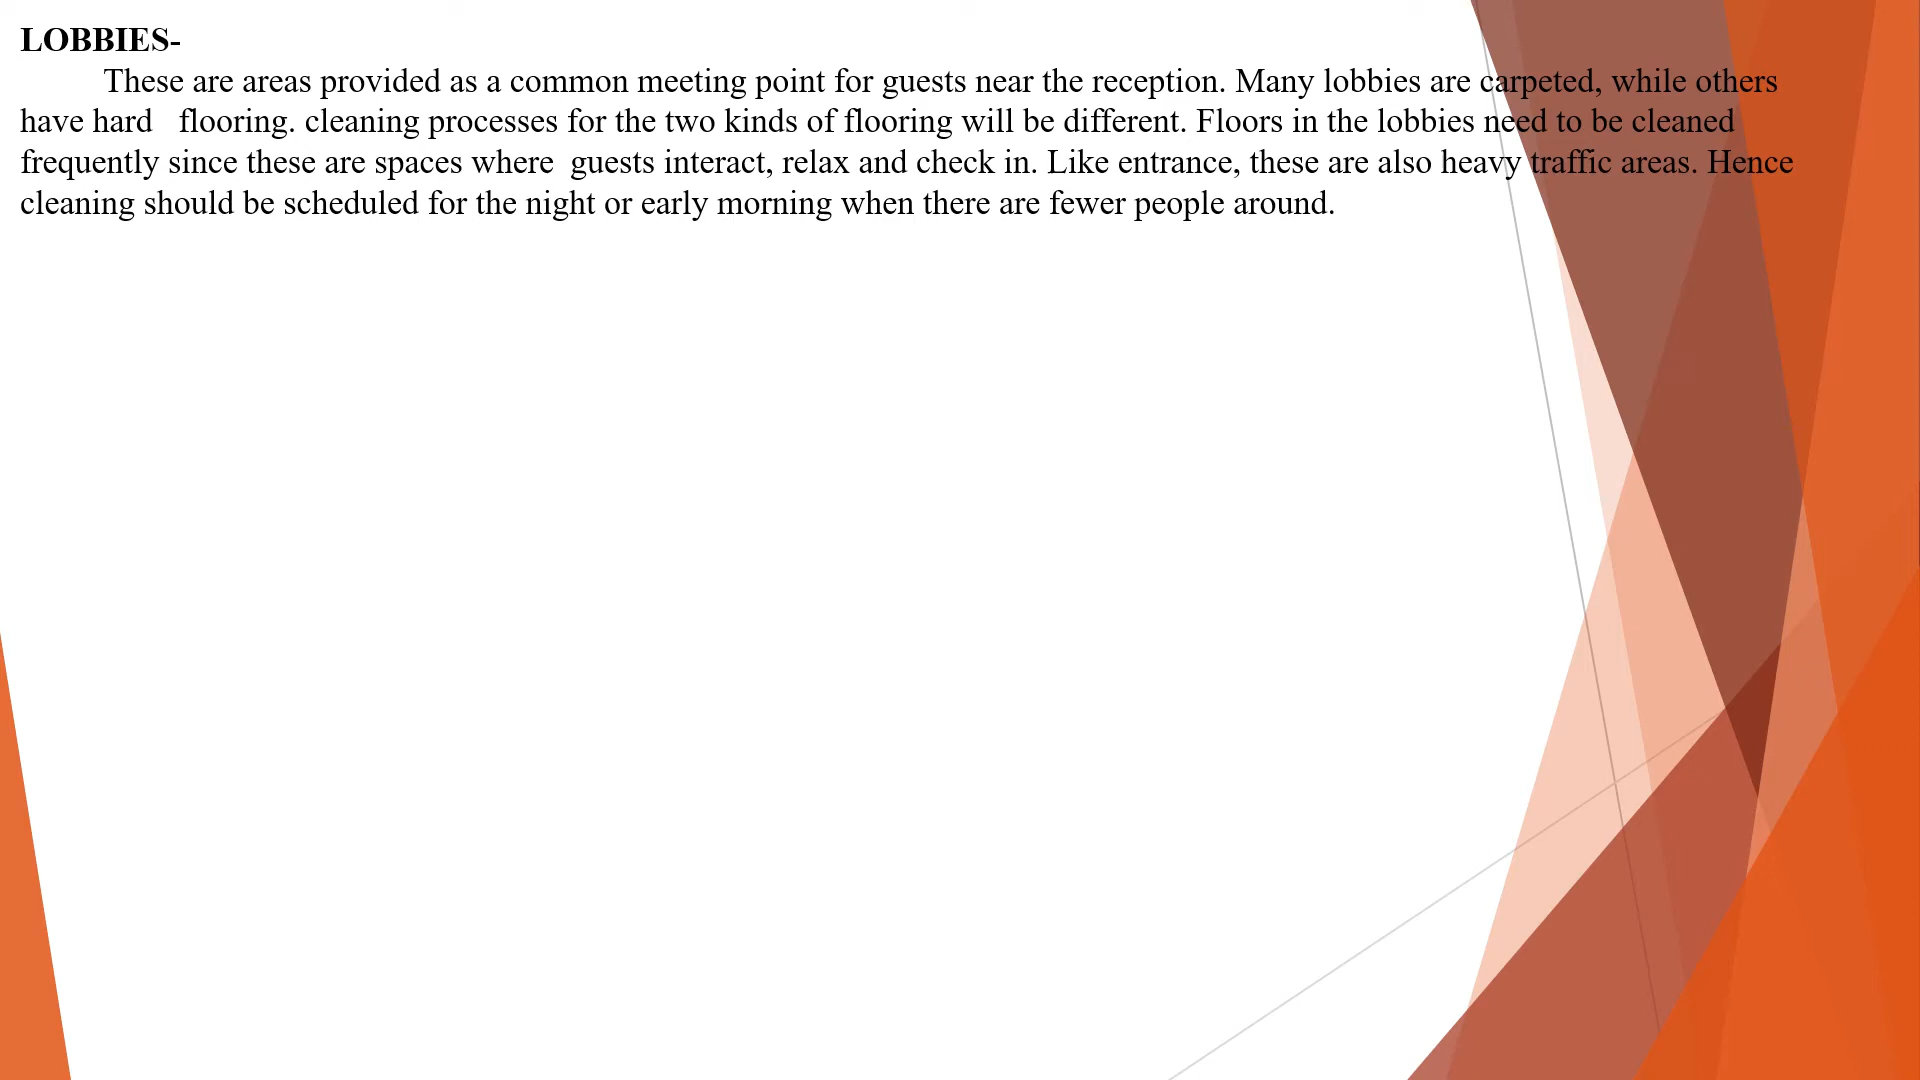 LOBBIES-
These are areas provided as a common meeting point for guests near the reception. Many lobbies are carpeted, while others
have hard   flooring. cleaning processes for the two kinds of flooring will be different. Floors in the lobbies need to be cleaned
frequently since these are spaces where  guests interact, relax and check in. Like entrance, these are also heavy traffic areas. Hence
cleaning should be scheduled for the night or early morning when there are fewer people around.